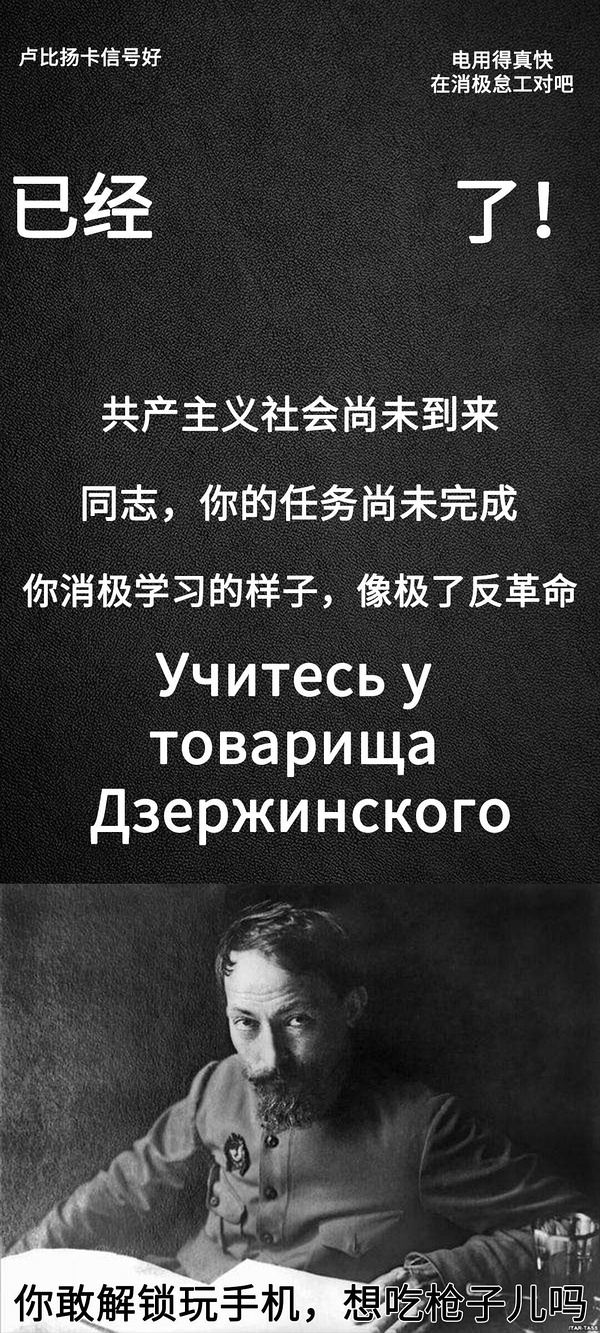 卢比扬卡信号好
电用得真快
在消极怠工对吧
已经 了！
共产主义社会尚未到来
同志，你的任务尚未完成
你消极学习的样子，像极了反革命
Учитесь у
товарища
Дзержинского
你敢解锁玩手机，想吃枪子儿吗
ITAR-TASS